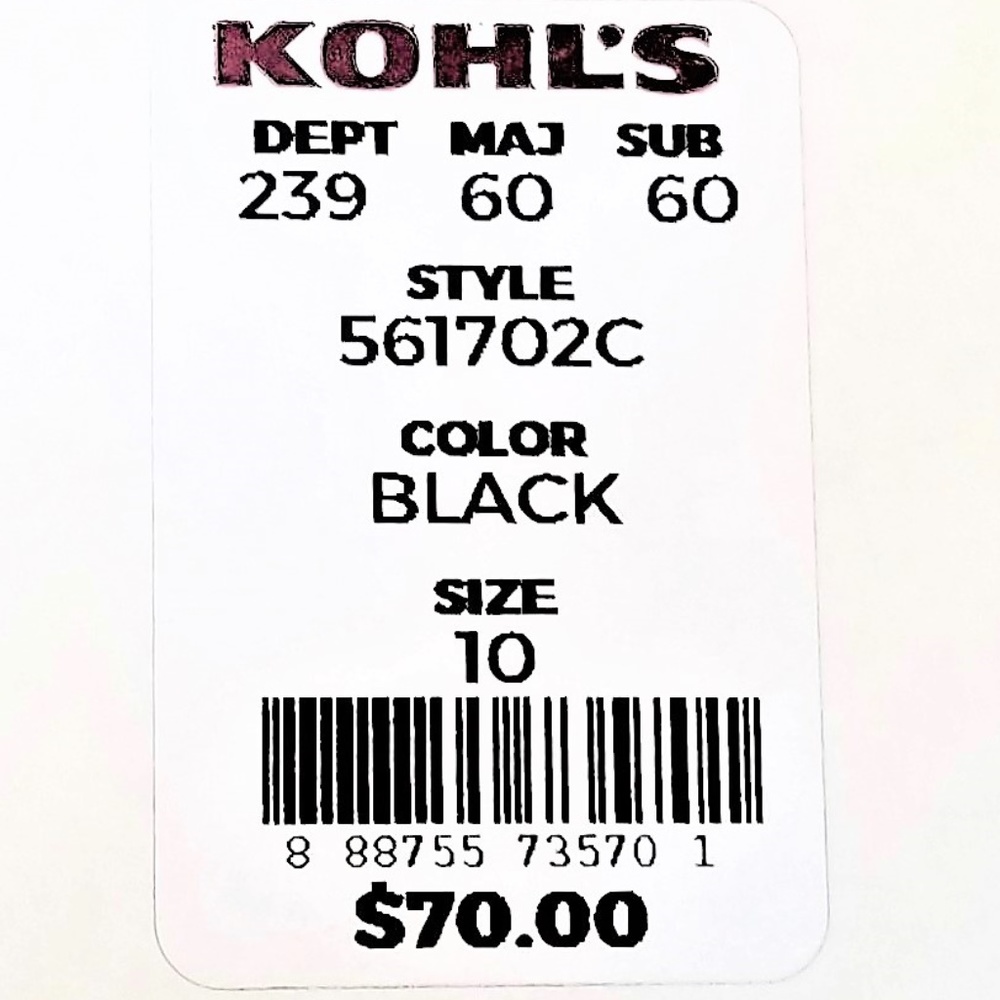 KOHL'S
DEPT MAJ SUB
239 60 60
STYLE
561702C
COLOR
BLACK
SIZE
10
8 88755 73570 1
$70.00